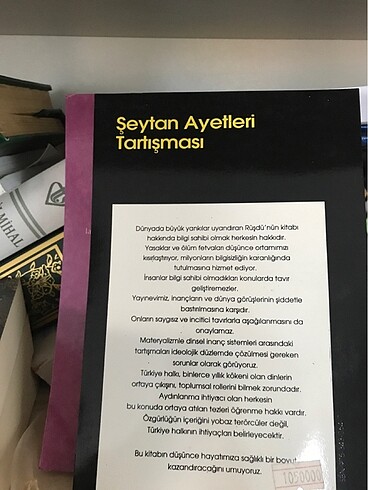 Şeytan Ayetleri
Tartışması
Dünyada büyük yankılar uyandıran Rüşdü'nün kitabı
hakkında bilgi sahibi olmak herkesin hakkıdır.
Yasaklar ve ölüm fetvaları düşünce ortamımızı
kısırlaştırıyor, milyonların bilgisizliğin karanlığında
tutulmasına hizmet ediyor.
İnsanlar bilgi sahibi olmadıkları konularda tavır
geliştiremezler.
Yayınevimiz, inançların ve dünya görüşlerinin şiddetle
bastırılmasına karşıdır.
Onların saygısız ve incitici tavırlarla aşağılanmasını da
onaylamaz.
Materyalizmle dinsel inanç sistemleri arasındaki
tartışmaları ideolojik düzlemde çözülmesi gereken
sorunlar olarak görüyoruz.
Türkiye halkı, binlerce yıllık kökeni olan dinlerin
ortaya çıkışını, toplumsal rollerini bilmek zorundadır.
Aydınlanma ihtiyacı olan herkesin
bu konuda ortaya atılan tezleri öğrenme hakkı vardır.
Özgürlüğün içeriğini yobaz terörcüler değil,
Türkiye halkının ihtiyaçları belirleyecektir.
Bu kitabın düşünce hayatımıza sağlıklı bir boyut
kazandıracağını umuyoruz.
MİHAL